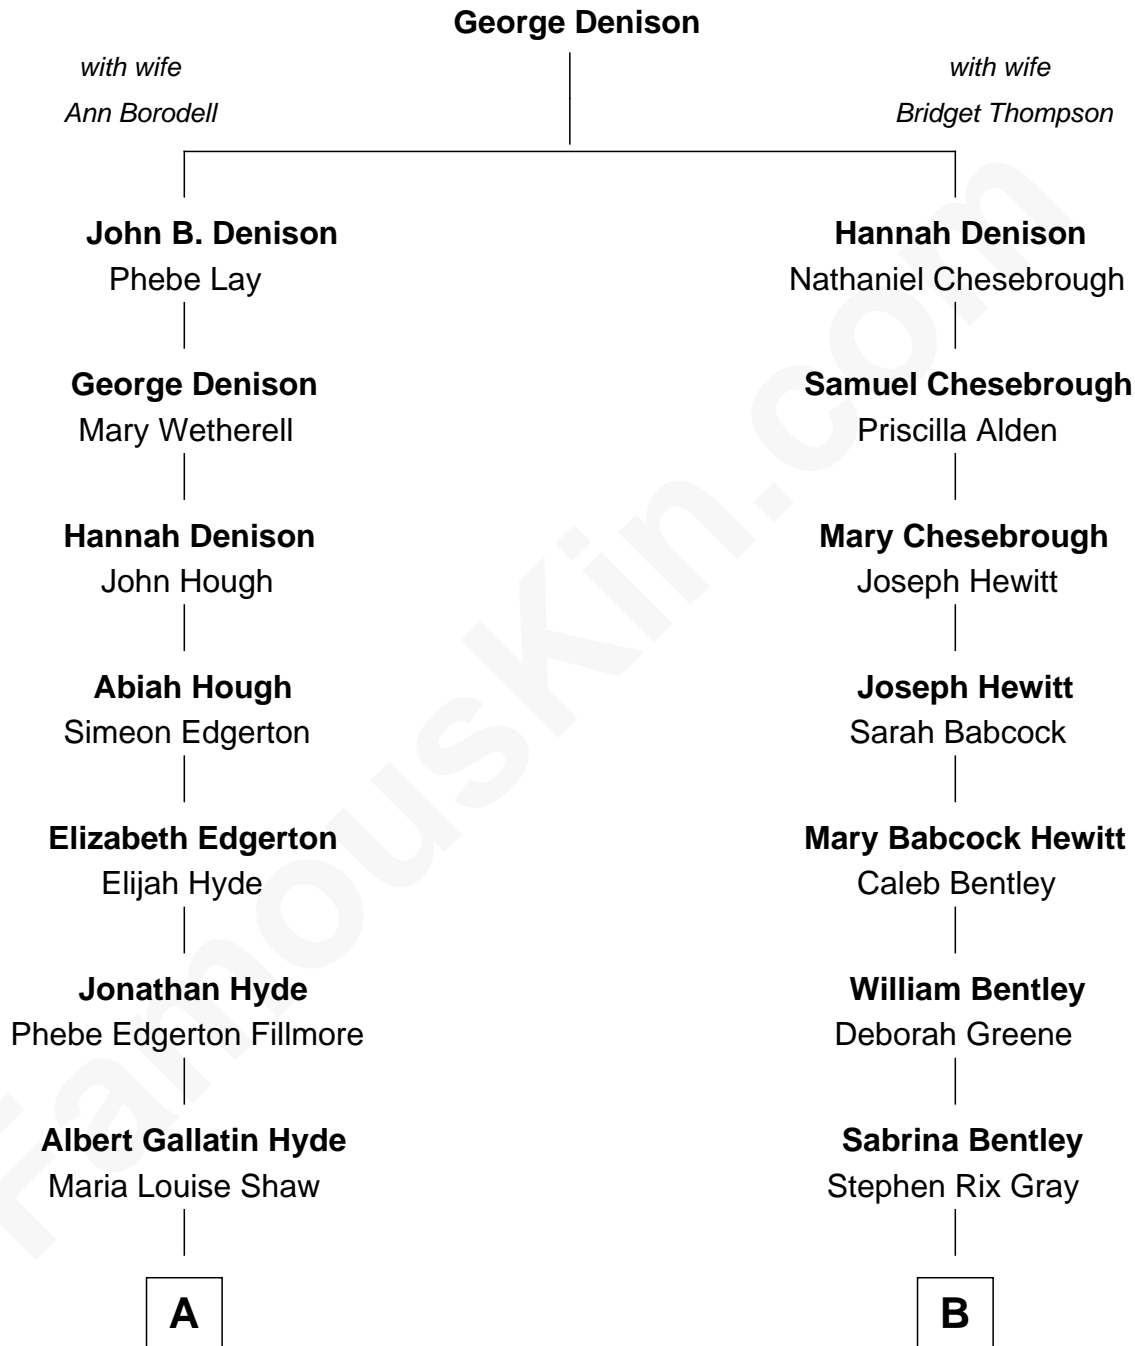 George Denison
with wife
Ann Borodell
with wife
Bridget Thompson
John B. Denison
Phebe Lay
Hannah Denison
Nathaniel Chesebrough
George Denison
Mary Wetherell
Samuel Chesebrough
Priscilla Alden
Hannah Denison
John Hough
Mary Chesebrough
Joseph Hewitt
Abiah Hough
Simeon Edgerton
Joseph Hewitt
Sarah Babcock
Elizabeth Edgerton
Elijah Hyde
Mary Babcock Hewitt
Caleb Bentley
Jonathan Hyde
Phebe Edgerton Fillmore
William Bentley
Deborah Greene
Albert Gallatin Hyde
Maria Louise Shaw
Sabrina Bentley
Stephen Rix Gray
A
B
FamousKin.com